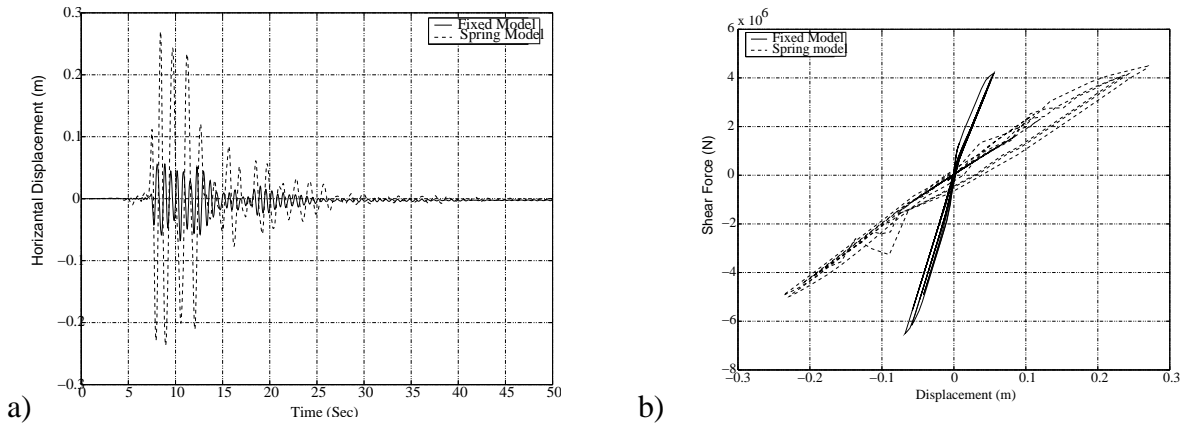 0.3
0.2
0.1
0
−0.
−0.2
−0.3
0 5 10 15 20 25 30 35 40 45 50
Horizantal Displacement (m)
Time (Sec)
Fixed Model
Spring Model
a)
6 x 10
6
4
2
0
−2
−4
−6
−8
−0.3 −0.2 −0.1 0 0.1 0.2 0.3
Shear Force (N)
Displacement (m)
Fixed Model
Spring model
b)